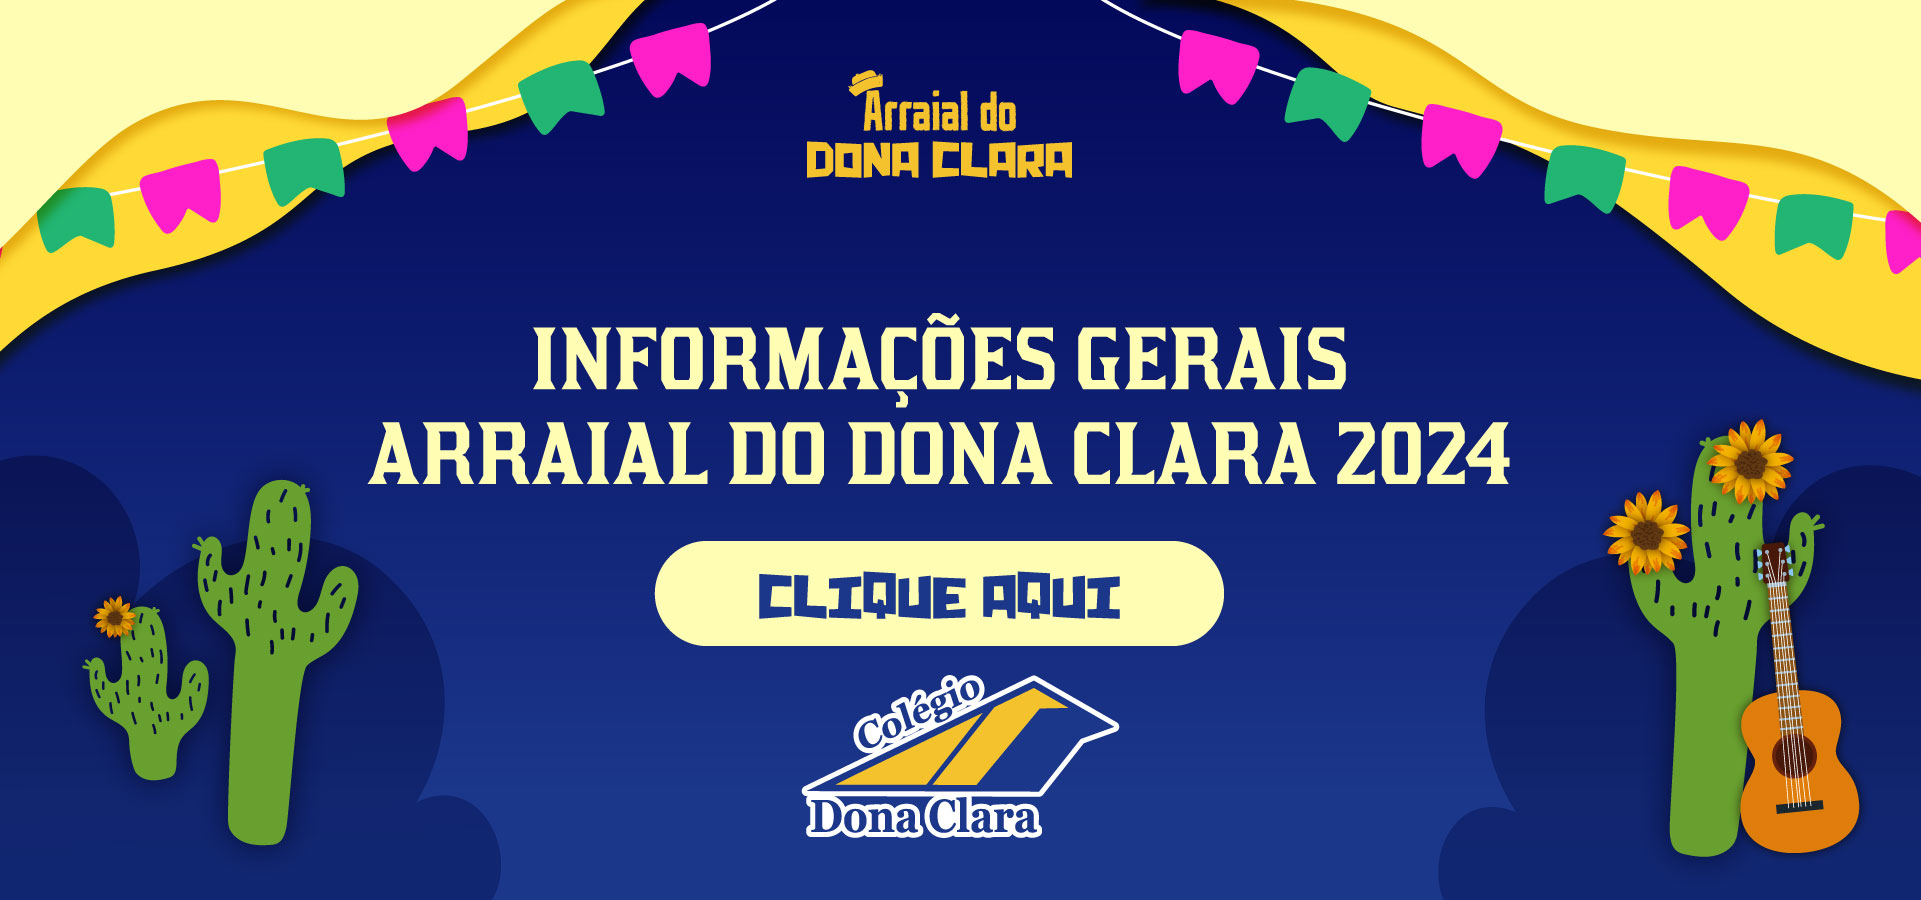 Arraial do
DONA CLARA
INFORMAÇÕES GERAIS
ARRAIAL DO DONA CLARA 2024
CLIQUE AQUI
Colégio
Dona Clara